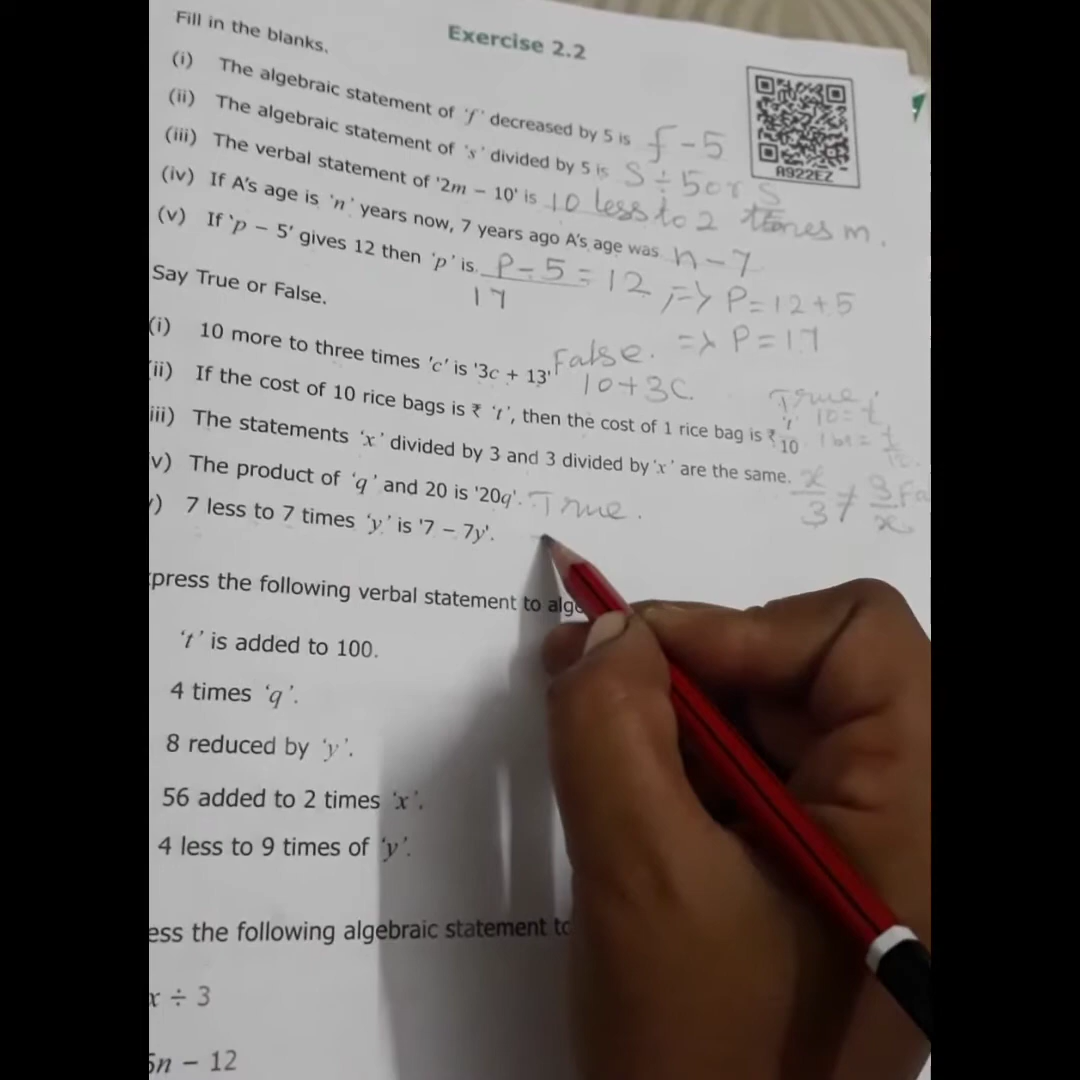 Exercise 2.2
Fill in the blanks.
(i) The algebraic statement of 'f' decreased by 5 is f - 5
(ii) The algebraic statement of 's' divided by 5 is S ÷ 5 or S/5
(iii) The verbal statement of '2m – 10' is 10 less to 2 times m.
(iv) If A's age is 'n' years now, 7 years ago A's age was n - 7
(v) If 'p – 5' gives 12 then 'p' is P - 5 = 12, => P = 12 + 5
17
=> P = 17
A922EZ
Say True or False.
(i) 10 more to three times 'c' is '3c + 13' False.
10 + 3C
ii) If the cost of 10 rice bags is ₹ 't', then the cost of 1 rice bag is ₹ t/10 True
10 = t
iii) The statements 'x' divided by 3 and 3 divided by 'x' are the same. x/3 ≠ 3/x Fa
v) The product of 'q' and 20 is '20q'. True.
) 7 less to 7 times 'y' is '7 – 7y'.
press the following verbal statement to alge
't' is added to 100.
4 times 'q'.
8 reduced by 'y'.
56 added to 2 times 'x'.
4 less to 9 times of 'y'.
ess the following algebraic statement to
x ÷ 3
5n – 12